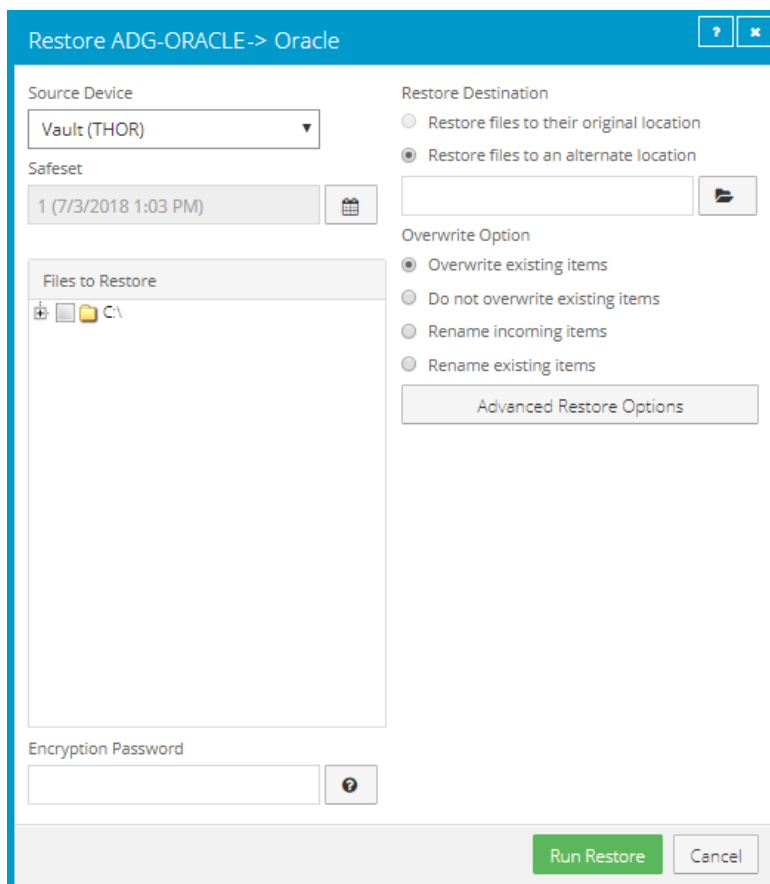 Restore ADG-ORACLE-> Oracle
?
Source Device
Vault (THOR)
Safeset
1 (7/3/2018 1:03 PM)
Files to Restore
C:\
Encryption Password
?
Restore Destination
Restore files to their original location
Restore files to an alternate location
Overwrite Option
Overwrite existing items
Do not overwrite existing items
Rename incoming items
Rename existing items
Advanced Restore Options
Run Restore
Cancel